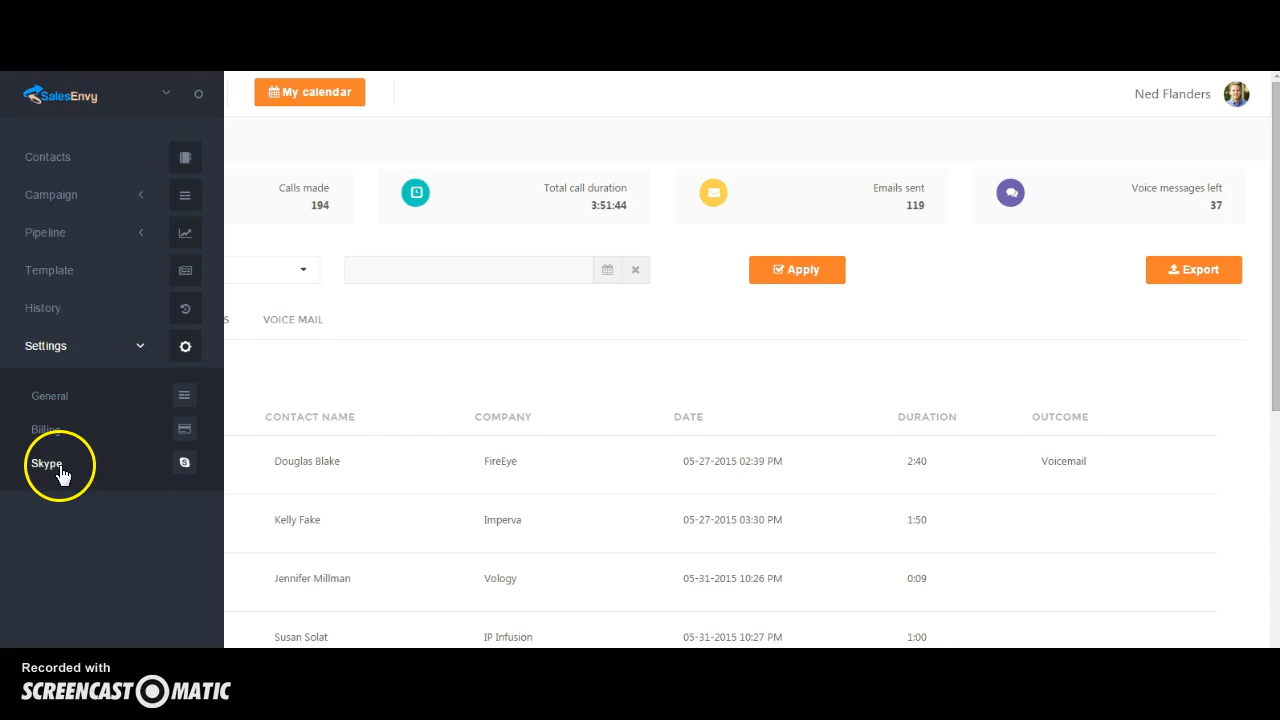 SalesEnvy
My calendar
Ned Flanders
Contacts
Campaign
Pipeline
Template
History
Settings
General
Billing
Skype
Calls made
194
Total call duration
3:51:44
Emails sent
119
Voice messages left
37
Apply
Export
S
VOICE MAIL
CONTACT NAME COMPANY DATE DURATION OUTCOME
Douglas Blake FireEye 05-27-2015 02:39 PM 2:40 Voicemail
Kelly Fake Imperva 05-27-2015 03:30 PM 1:50
Jennifer Millman Vology 05-31-2015 10:26 PM 0:09
Susan Solat IP Infusion 05-31-2015 10:27 PM 1:00
Recorded with
SCREENCAST MATIC